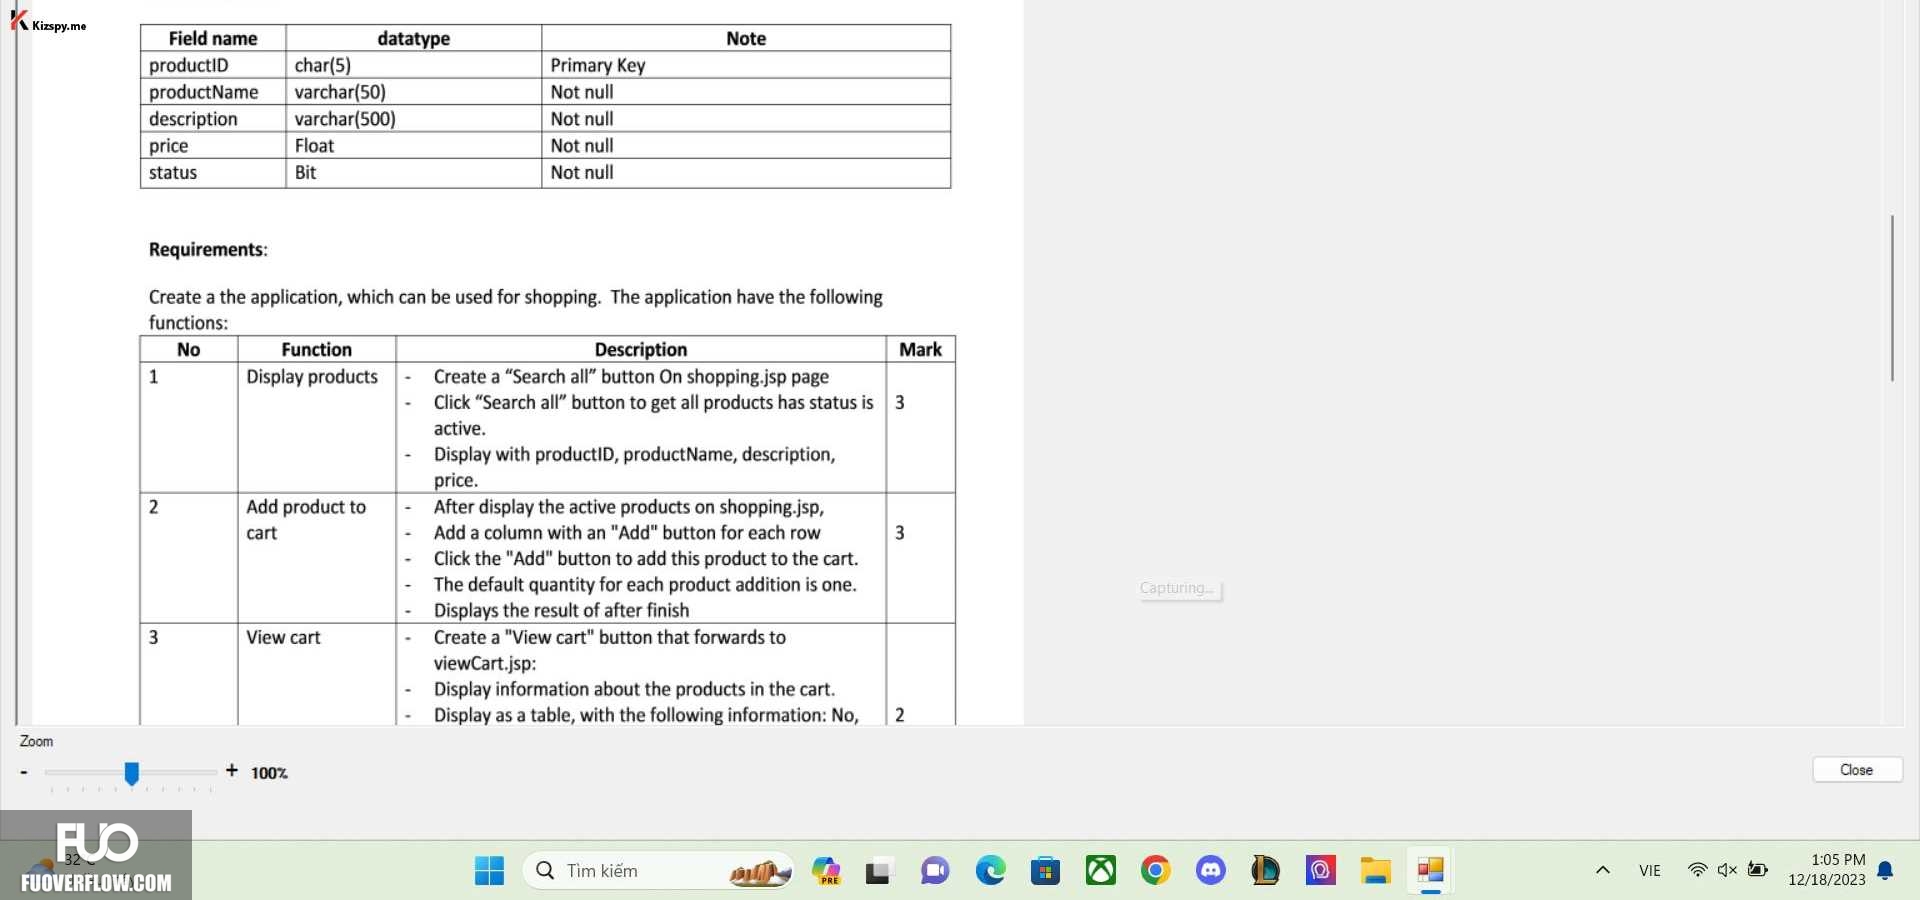 Kizspy.me
Field name datatype Note
productID char(5) Primary Key
productName varchar(50) Not null
description varchar(500) Not null
price Float Not null
status Bit Not null
Requirements:
Create a the application, which can be used for shopping. The application have the following
functions:
No Function Description Mark
1 Display products - Create a “Search all” button On shopping.jsp page
- Click “Search all” button to get all products has status is 3
active.
- Display with productID, productName, description,
price.
2 Add product to - After display the active products on shopping.jsp,
cart - Add a column with an "Add" button for each row 3
- Click the "Add" button to add this product to the cart.
- The default quantity for each product addition is one.
- Displays the result of after finish
3 View cart - Create a "View cart" button that forwards to
viewCart.jsp:
- Display information about the products in the cart.
- Display as a table, with the following information: No, 2
Capturing...
Zoom
- + 100%
Close
FUO
32°C
FUOVERFLOW.COM
Tìm kiếm
PRE
VIE
1:05 PM
12/18/2023